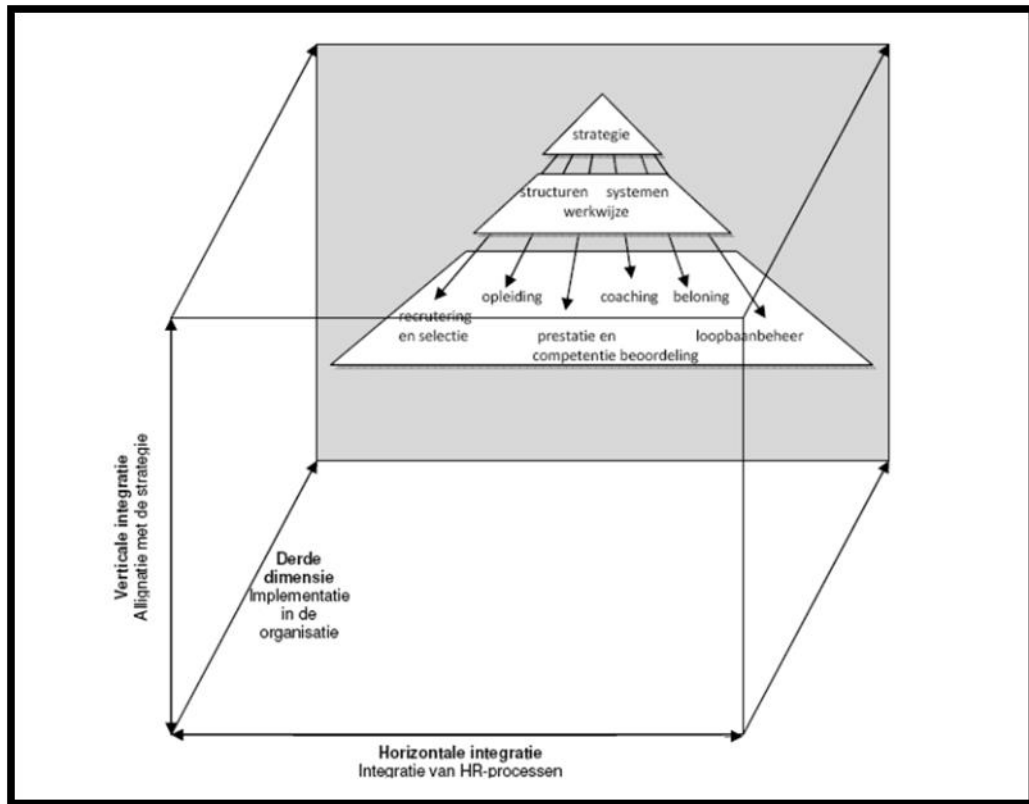 strategie
structuren systemen
werkwijze
opleiding coaching beloning
recrutering
en selectie
prestatie en
competentie beoordeling
loopbaanbeheer
Verticale integratie
Allignatie met de strategie
Derde
dimensie
Implementatie
in de
organisatie
Horizontale integratie
Integratie van HR-processen